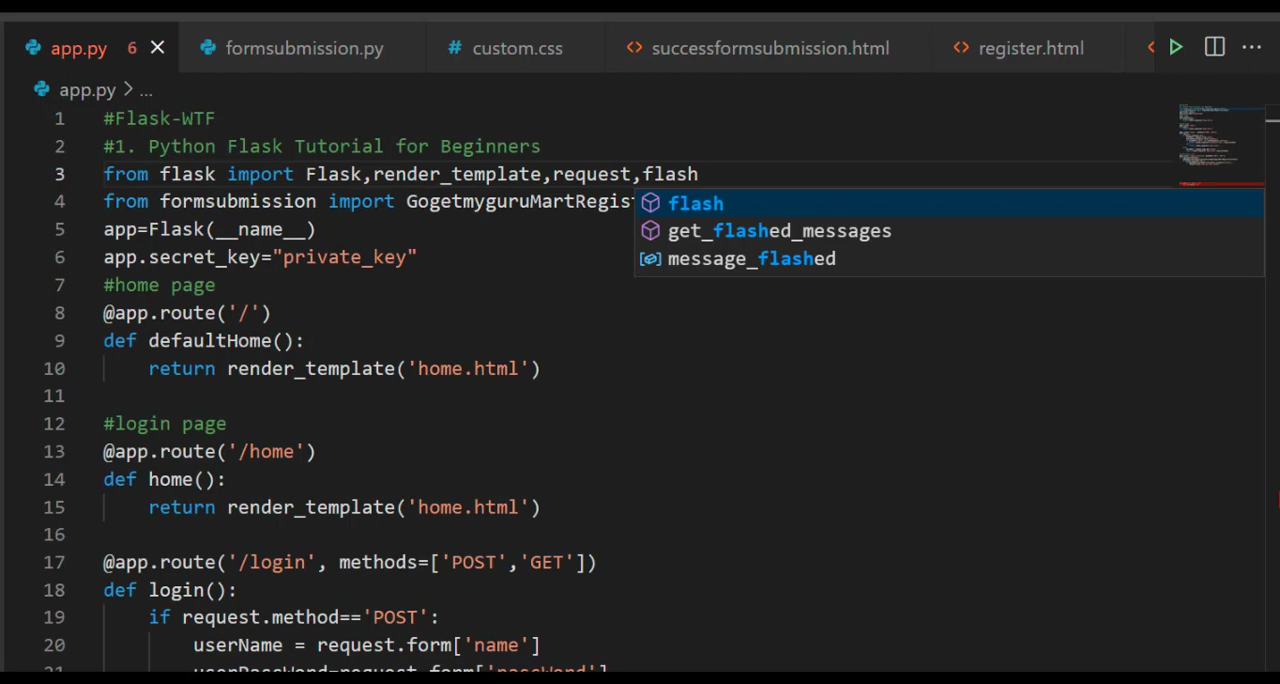 app.py 6 formsubmission.py # custom.css <> successformsubmission.html <> register.html
app.py > ...
1 #Flask-WTF
2 #1. Python Flask Tutorial for Beginners
3 from flask import Flask,render_template,request,flash
4 from formsubmission import
flash
get_flashed_messages
message_flashed
5 app=Flask(__name__)
6 app.secret_key="private_key"
7 #home page
8 @app.route('/')
9 def defaultHome():
10 return render_template('home.html')
11
12 #login page
13 @app.route('/home')
14 def home():
15 return render_template('home.html')
16
17 @app.route('/login', methods=['POST','GET'])
18 def login():
19 if request.method=='POST':
20 userName = request.form['name']